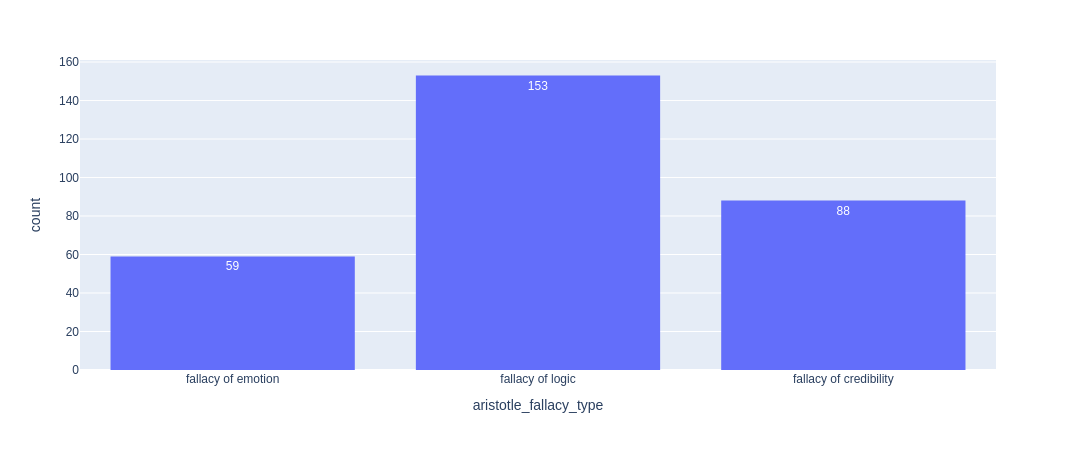 160
140
120
100
80
60
40
20
0
count
59
153
88
fallacy of emotion
fallacy of logic
fallacy of credibility
aristotle_fallacy_type